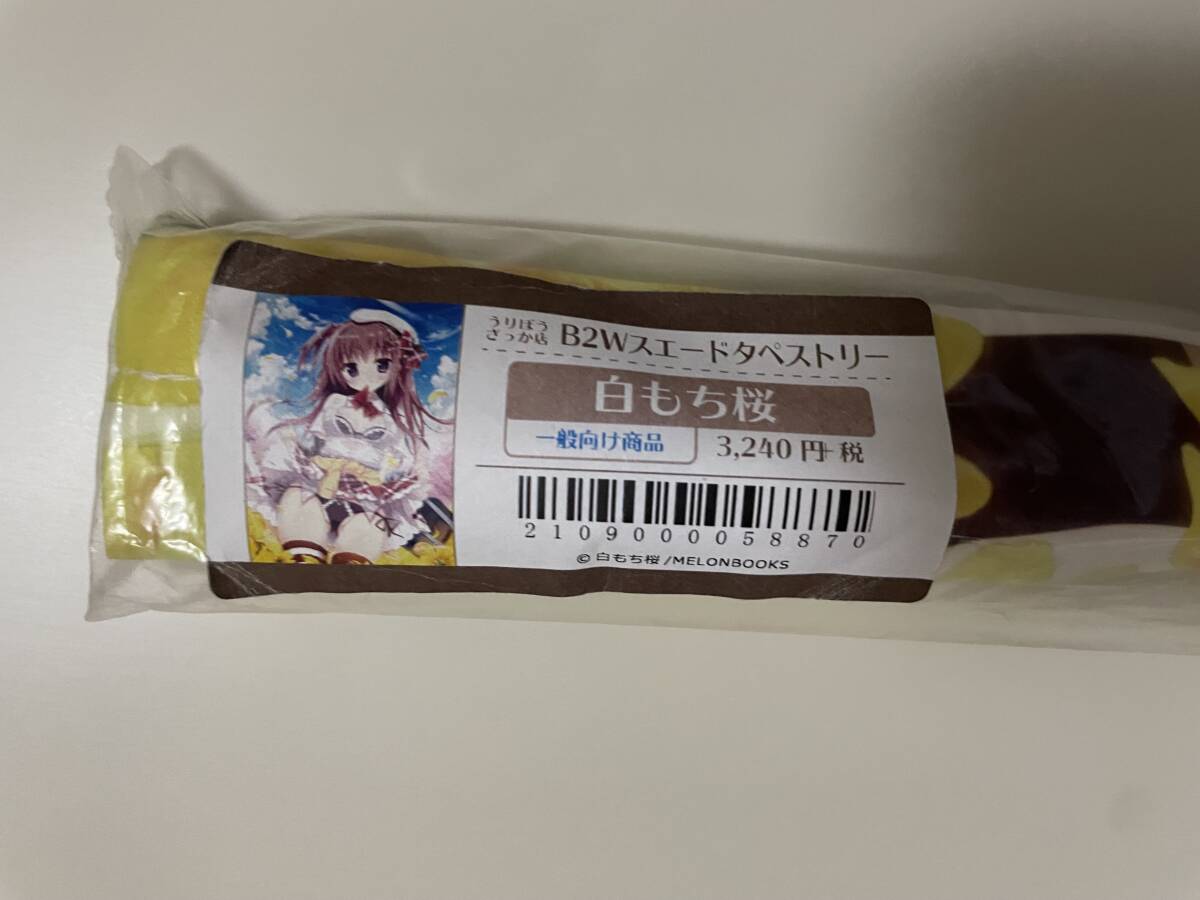 うりぼう
ざっか店 B2Wスエードタペストリー
白もち桜
一般向け商品 3,240円+税
2109000058870
© 白もち桜/MELONBOOKS